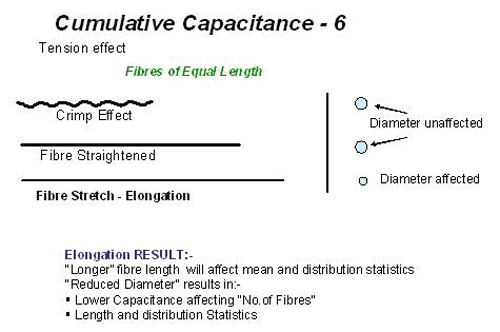 Cumulative Capacitance - 6
Tension effect
Fibres of Equal Length
Crimp Effect
Diameter unaffected
Fibre Straightened
Diameter affected
Fibre Stretch - Elongation
Elongation RESULT:-
"Longer" fibre length will affect mean and distribution statistics
"Reduced Diameter" results in:-
▪ Lower Capacitance affecting "No.of Fibres"
▪ Length and distribution Statistics